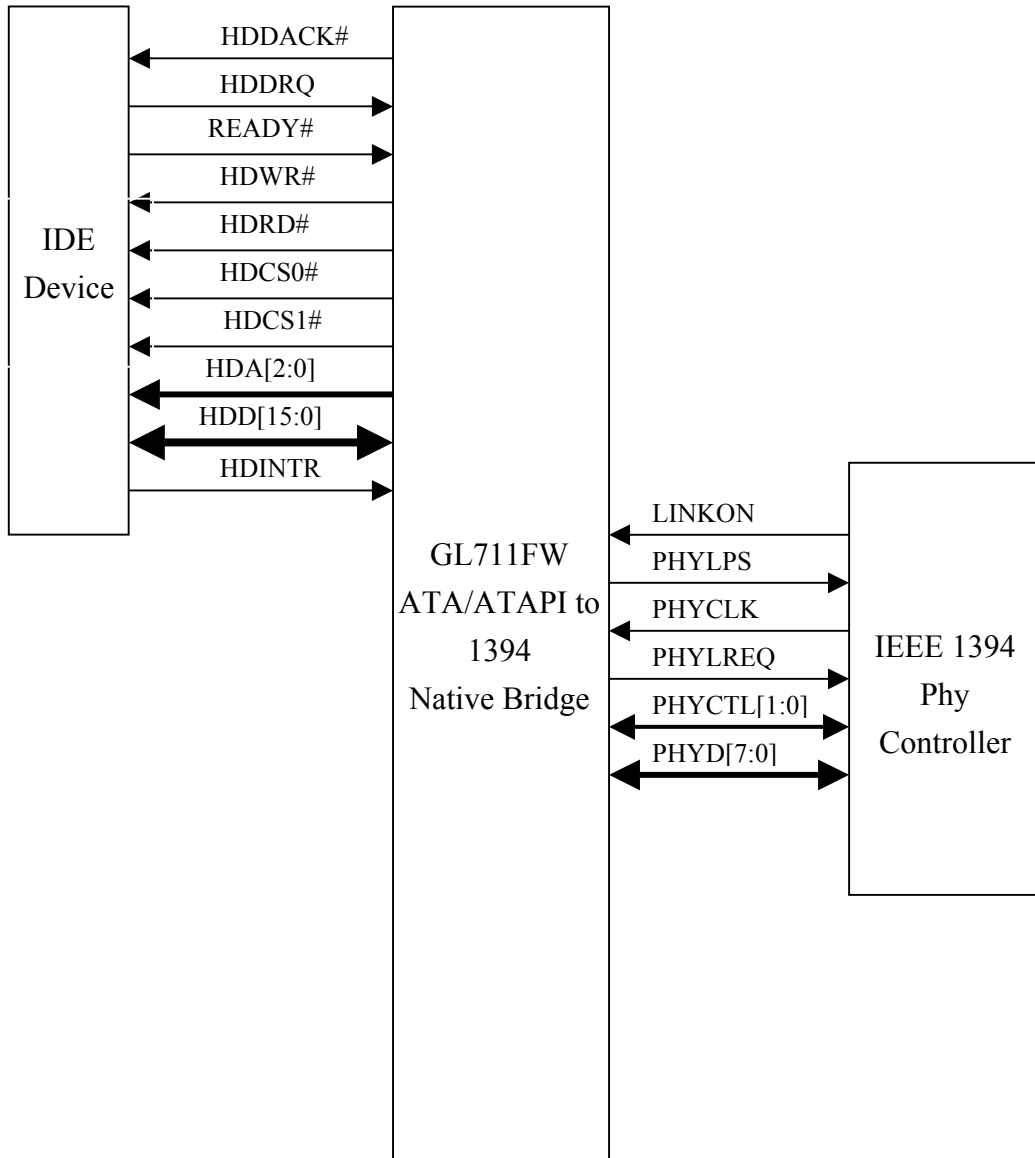 HDDACK#
HDDRQ
READY#
HDWR#
HDRD#
HDCS0#
HDCS1#
HDA[2:0]
HDD[15:0]
HDINTR
IDE
Device
GL711FW
ATA/ATAPI to
1394
Native Bridge
LINKON
PHYLPS
PHYCLK
PHYLREQ
PHYCTL[1:0]
PHYD[7:0]
IEEE 1394
Phy
Controller